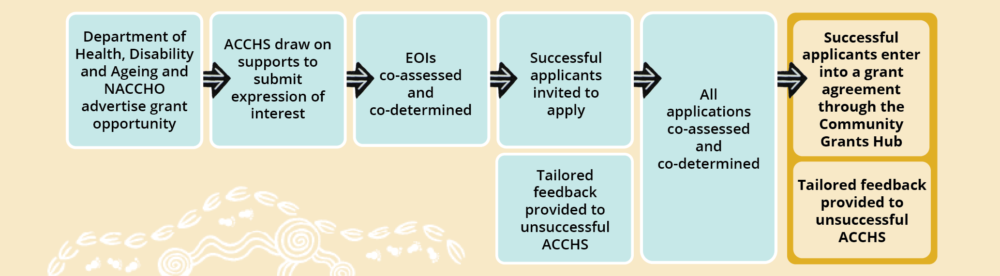 Department of
Health, Disability
and Ageing and
NACCHO
advertise grant
opportunity
ACCHS draw on
supports to
submit
expression of
interest
EOIs
co-assessed
and
co-determined
Successful
applicants
invited to
apply
Tailored
feedback
provided to
unsuccessful
ACCHS
All
applications
co-assessed
and
co-determined
Successful
applicants enter
into a grant
agreement
through the
Community
Grants Hub
Tailored feedback
provided to
unsuccessful
ACCHS